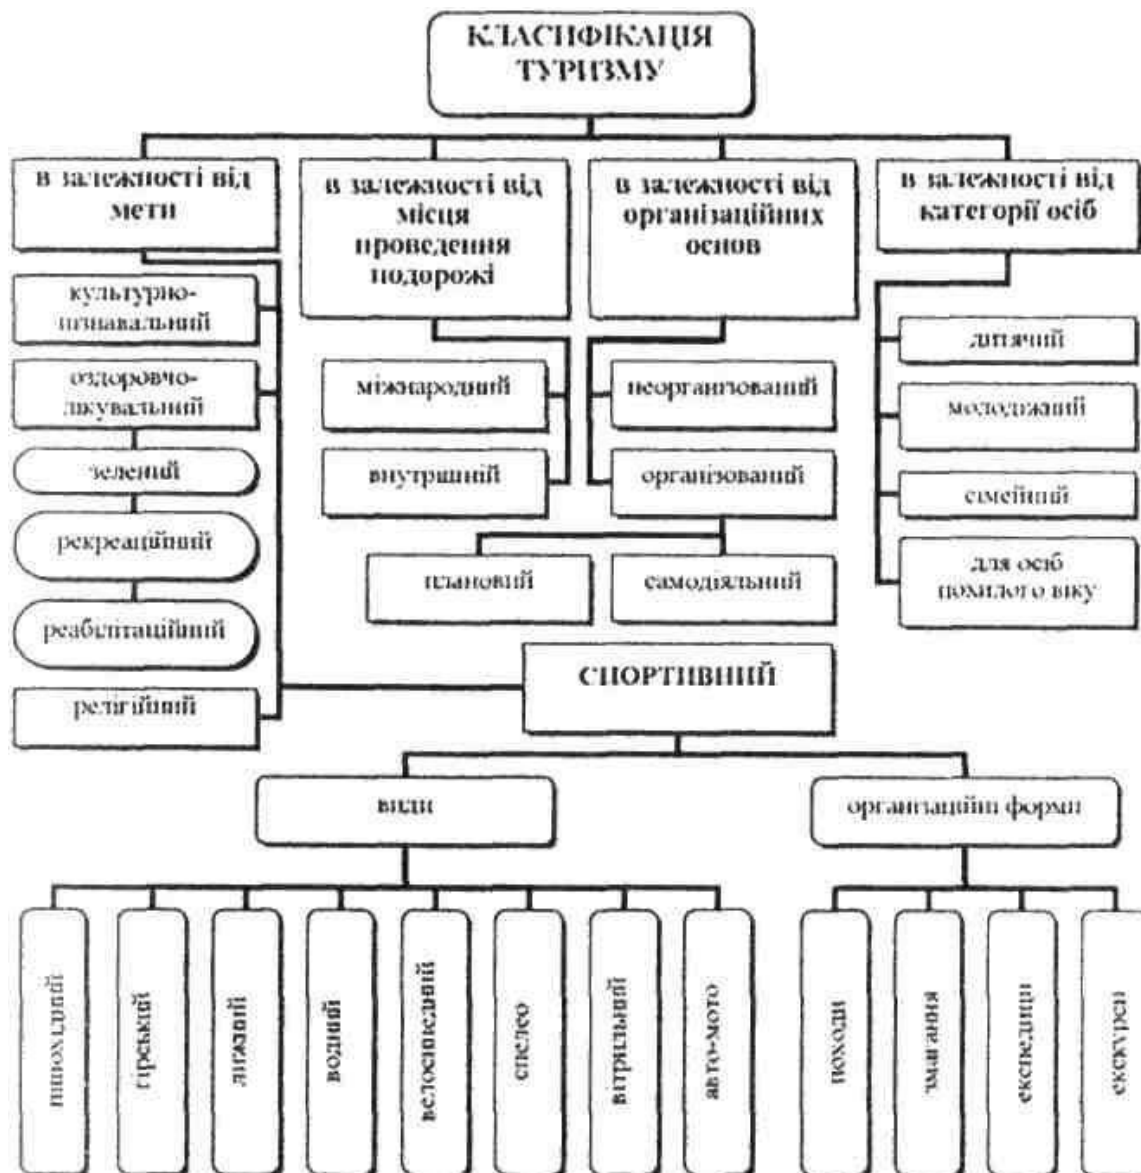 КЛАСИФІКАЦІЯ
ТУРИЗМУ
в залежності від
мети
в залежності від
місця
проведення
подорожі
в залежності від
організаційних
основ
в залежності від
категорії осіб
культурно-
пізнавальний
оздоровчо-
лікувальний
зелений
рекреаційний
реабілітаційний
релігійний
міжнародний
внутрішній
неорганізований
організований
плановий
самодіяльний
дитячий
молодіжний
сімейний
для осіб
похилого віку
СПОРТИВНИЙ
види
організаційні форми
пішохідний
гірський
лижний
водний
велосипедний
спелео
вітрильний
авто-мото
походи
змагання
експедиції
екскурсії